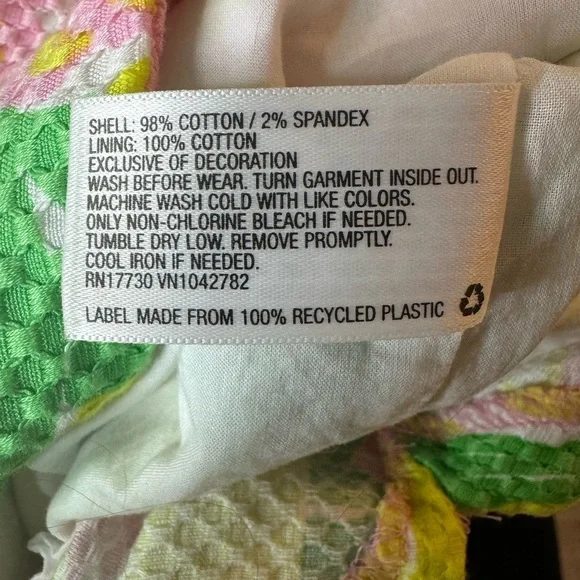 SHELL: 98% COTTON / 2% SPANDEX
LINING: 100% COTTON
EXCLUSIVE OF DECORATION
WASH BEFORE WEAR. TURN GARMENT INSIDE OUT.
MACHINE WASH COLD WITH LIKE COLORS.
ONLY NON-CHLORINE BLEACH IF NEEDED.
TUMBLE DRY LOW. REMOVE PROMPTLY.
COOL IRON IF NEEDED.
RN17730 VN1042782
LABEL MADE FROM 100% RECYCLED PLASTIC